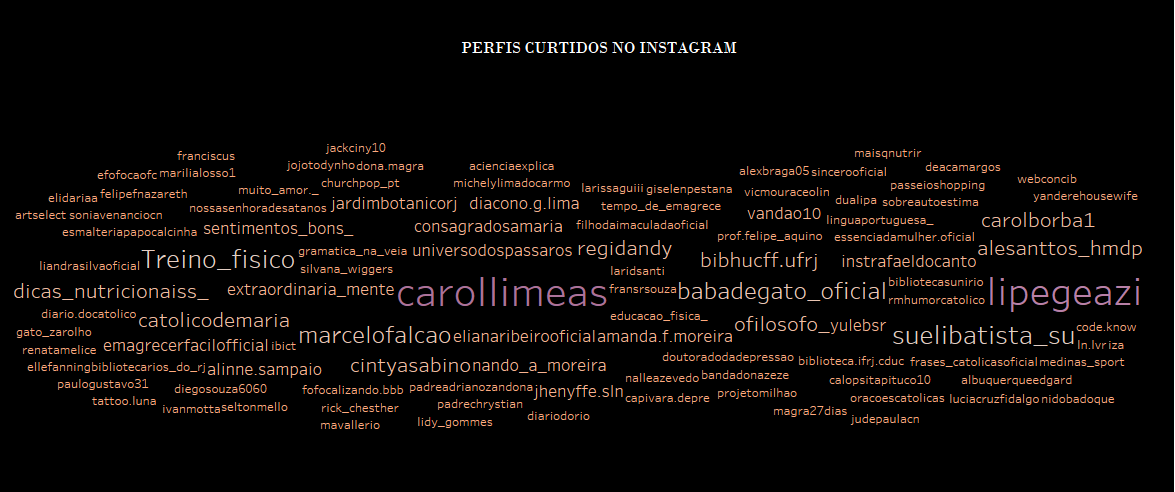 PERFIS CURTIDOS NO INSTAGRAM
jackciny10
franciscus
maisqnutrir
jojotodynho dona.magra
acienciaexplica
deacamargos
efofocaofc marilialosso1
alexbraga05 sincerooficial
webconcib
muito_amor._ churchpop_pt
michelylimadocarmo
larissaguiii giselenpestana
passeioshopping
elidariaa felipefnazareth
vicmouraceolin dualipa sobreautoestima
yanderehousewife
nossasenhoradesatanos jardimbotanicorj diacono.g.lima tempo_de_emagrece
artselect soniavenanciocn
vandao10 linguaportuguesa_ carolborba1
esmalteriapapocalcinha sentimentos_bons_ consagradosamaria filhodaimaculadaoficial
prof.felipe_aquino essenciadamulher.oficial
Treino_fisico gramatica_na_veia universodospassaros regidandy
alesanttos_hmdp
liandrasilvaoficial silvana_wiggers laridsanti bibhucff.ufrj instrafaeldocanto
dicas_nutricionaiss_ extraordinaria_mente carollimeas fransrsouza babadegato_oficial bibliotecasunirio lipegeazi
rmhumorcatolico
diario.docatolico catolicodemaria educacao_fisica_
gato_zarolho marcelofalcao elianaribeirooficial amanda.f.moreira ofilosofo_ yulebsr suelibatista_su code.know
renatamelice emagrecerfacilofficial ibict ln.lvr iza
ellefanning bibliotecarios_do_rj alinne.sampaio cintyasabino nando_a_moreira doutoradodadepressao biblioteca.ifrj.cduc frases_catolicasoficial medinas_sport
paulogustavo31 diegosouza6060 fofocalizando.bbb padreadrianozandona jhenyffe.sln nalleazevedo bandadonazeze calopsitapituco10 albuquerqueedgard
tattoo.luna capivara.depre projetomilhao oracoescatolicas luciacruzfidalgo nidobadoque
ivanmotta seltonmello rick_chesther padrechrystian diariodorio magra27dias
mavallerio lidy_gommes judepaulacn